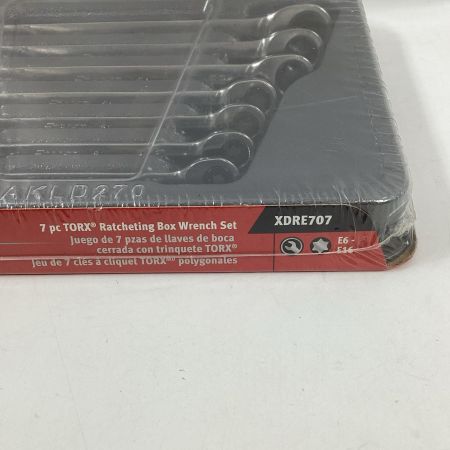 AKLD270
7 pc TORX® Ratcheting Box Wrench Set
Juego de 7 pzas de llaves de boca
cerrada con trinquete TORX®
Jeu de 7 clés à cliquet TORX® polygonales
XDRE707
E6 -
E16